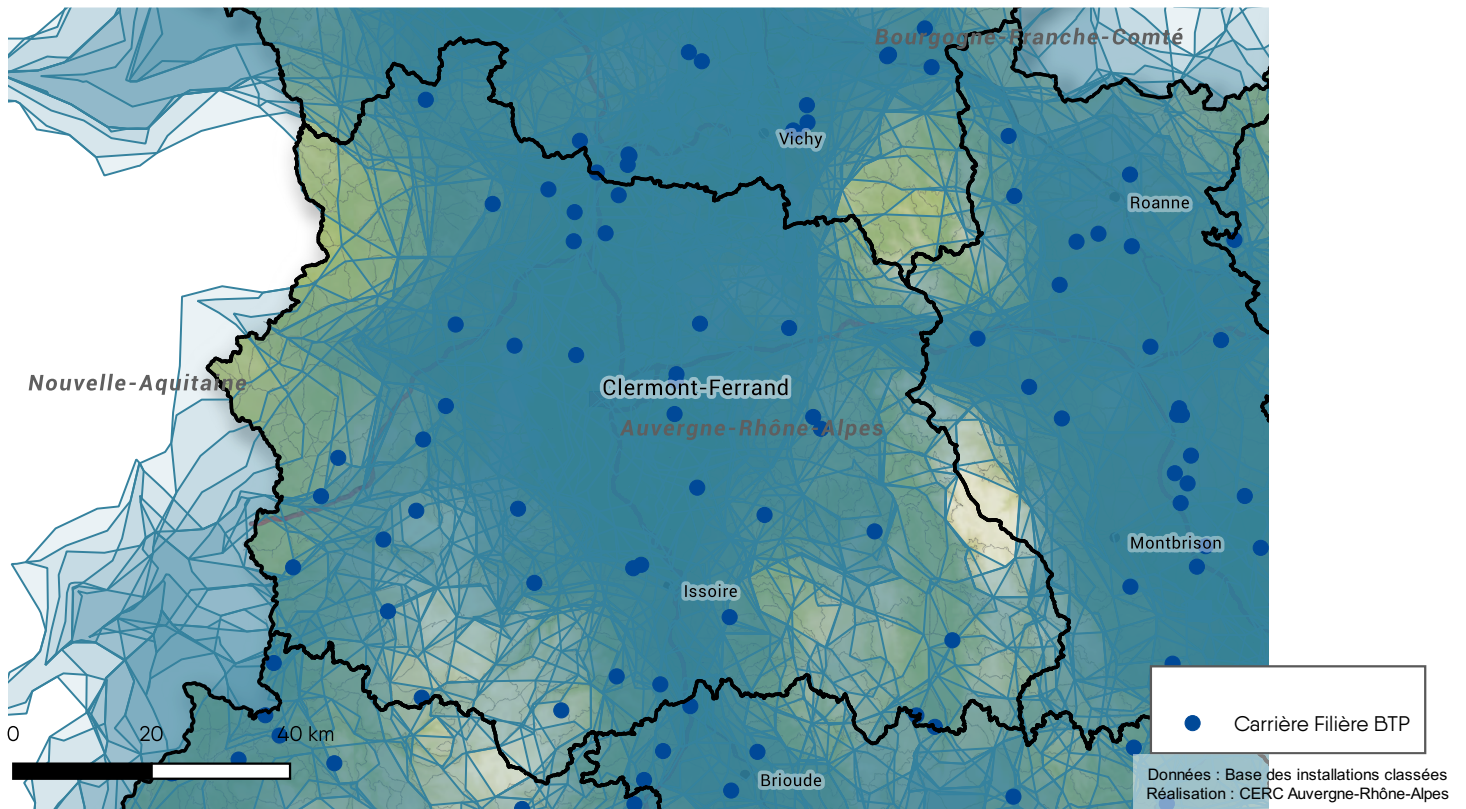 Bourgogne-Franche-Comté
Vichy
Roanne
Nouvelle-Aquitaine
Clermont-Ferrand
Auvergne-Rhône-Alpes
Montbrison
Issoire
0 20 40 km
Carrière Filière BTP
Brioude
Données : Base des installations classées
Réalisation : CERC Auvergne-Rhône-Alpes